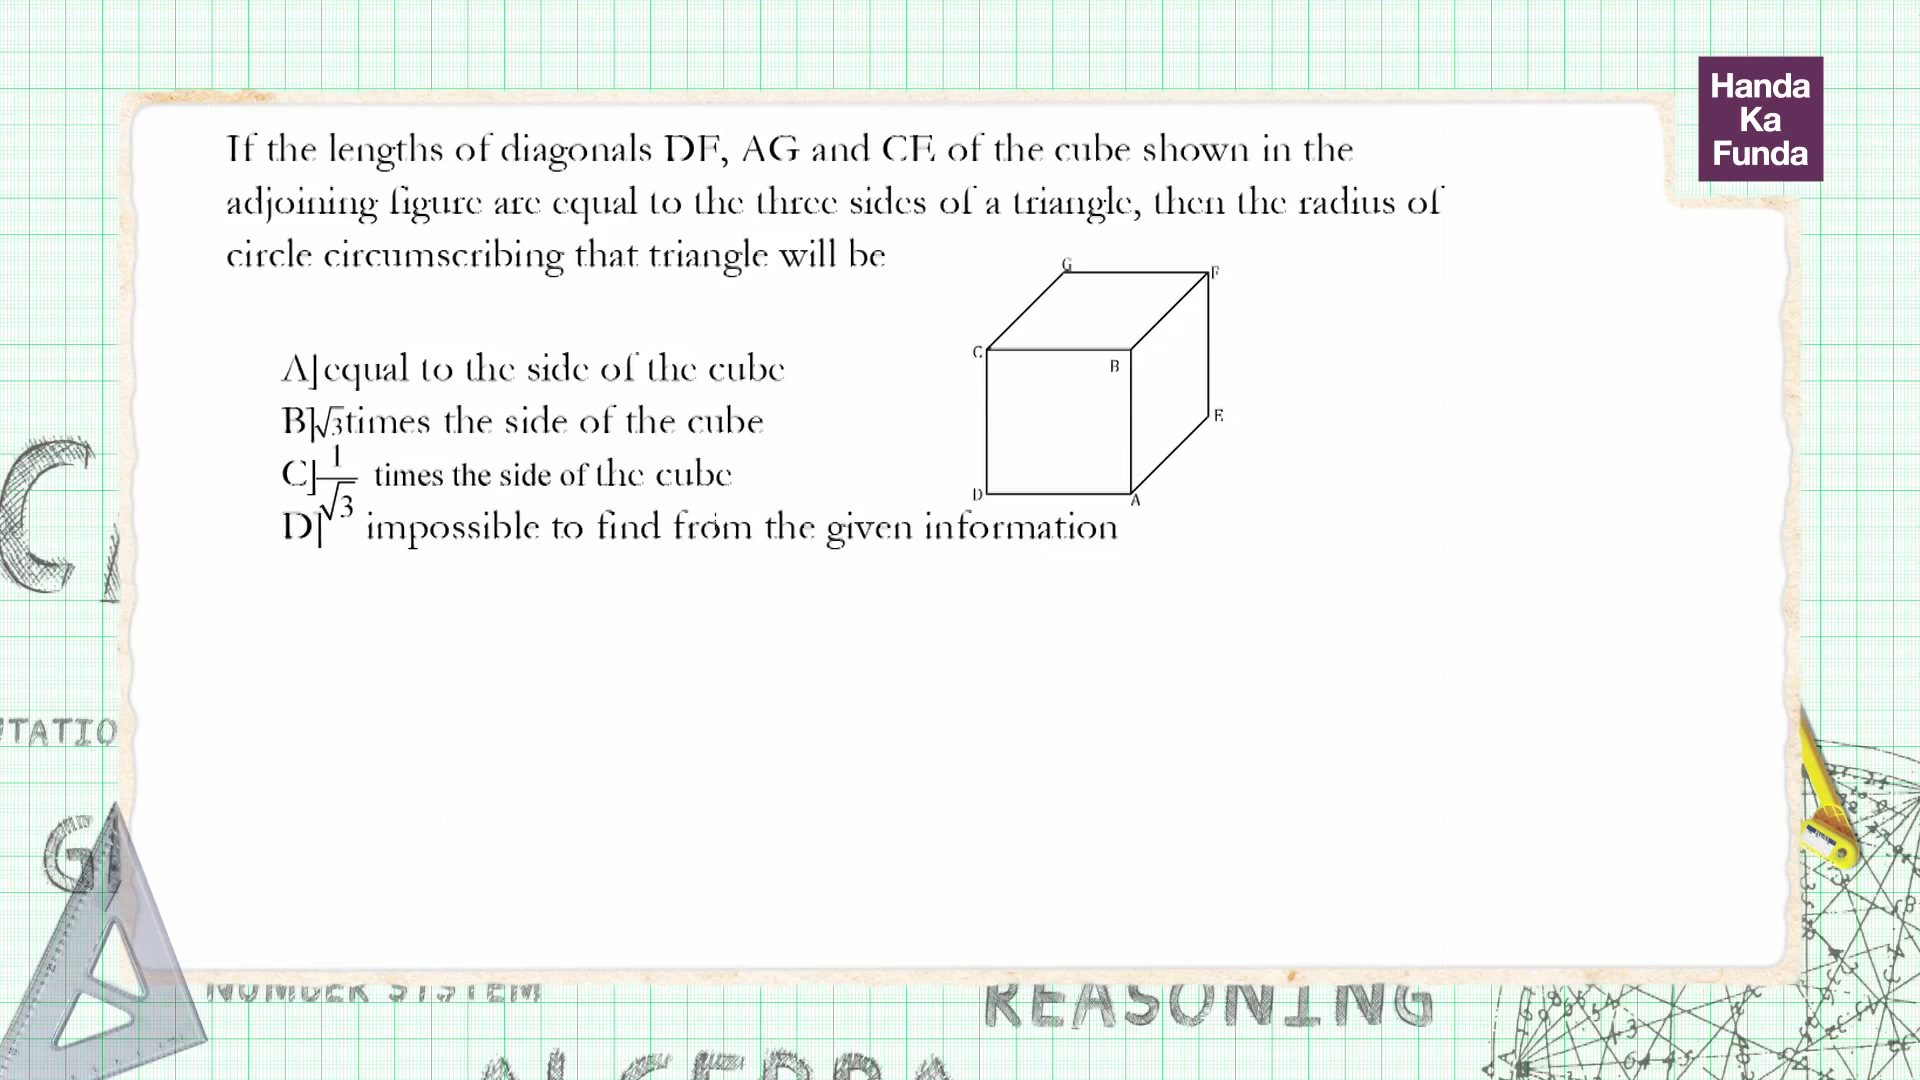 Handa
Ka
Funda
If the lengths of diagonals DF, AG and CE of the cube shown in the
adjoining figure are equal to the three sides of a triangle, then the radius of
circle circumscribing that triangle will be
A] equal to the side of the cube
B] √3 times the side of the cube
C] 1/√3 times the side of the cube
D] impossible to find from the given information
G
F
C
B
E
D
A
NUMBER SYSTEM
REASONING
ALGEBRA